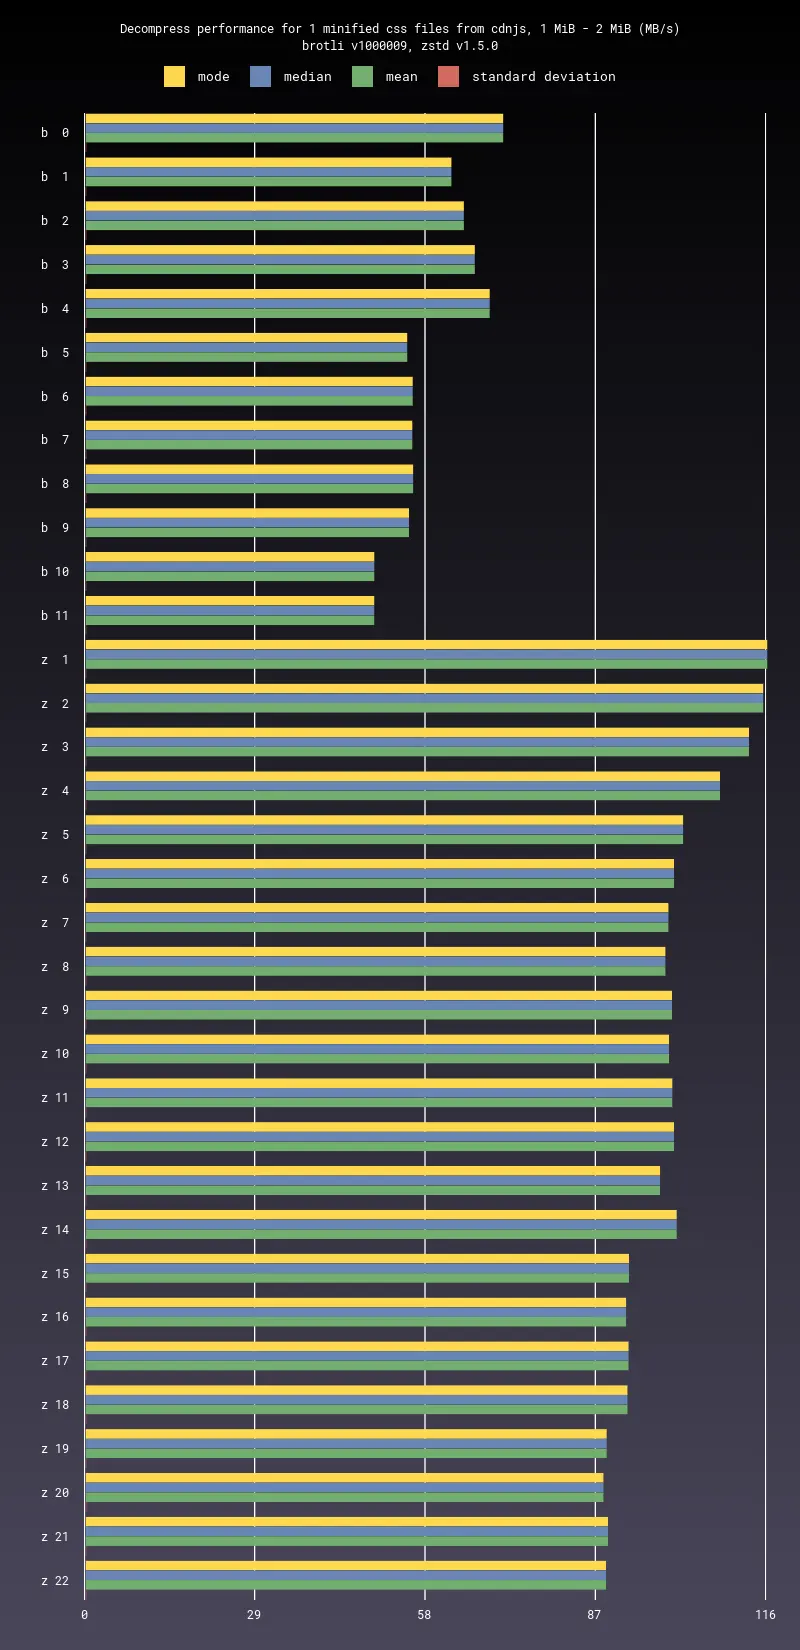 Decompress performance for 1 minified css files from cdnjs, 1 MiB - 2 MiB (MB/s)
brotli v1000009, zstd v1.5.0
mode median mean standard deviation
b 0
b 1
b 2
b 3
b 4
b 5
b 6
b 7
b 8
b 9
b 10
b 11
z 1
z 2
z 3
z 4
z 5
z 6
z 7
z 8
z 9
z 10
z 11
z 12
z 13
z 14
z 15
z 16
z 17
z 18
z 19
z 20
z 21
z 22
0 29 58 87 116